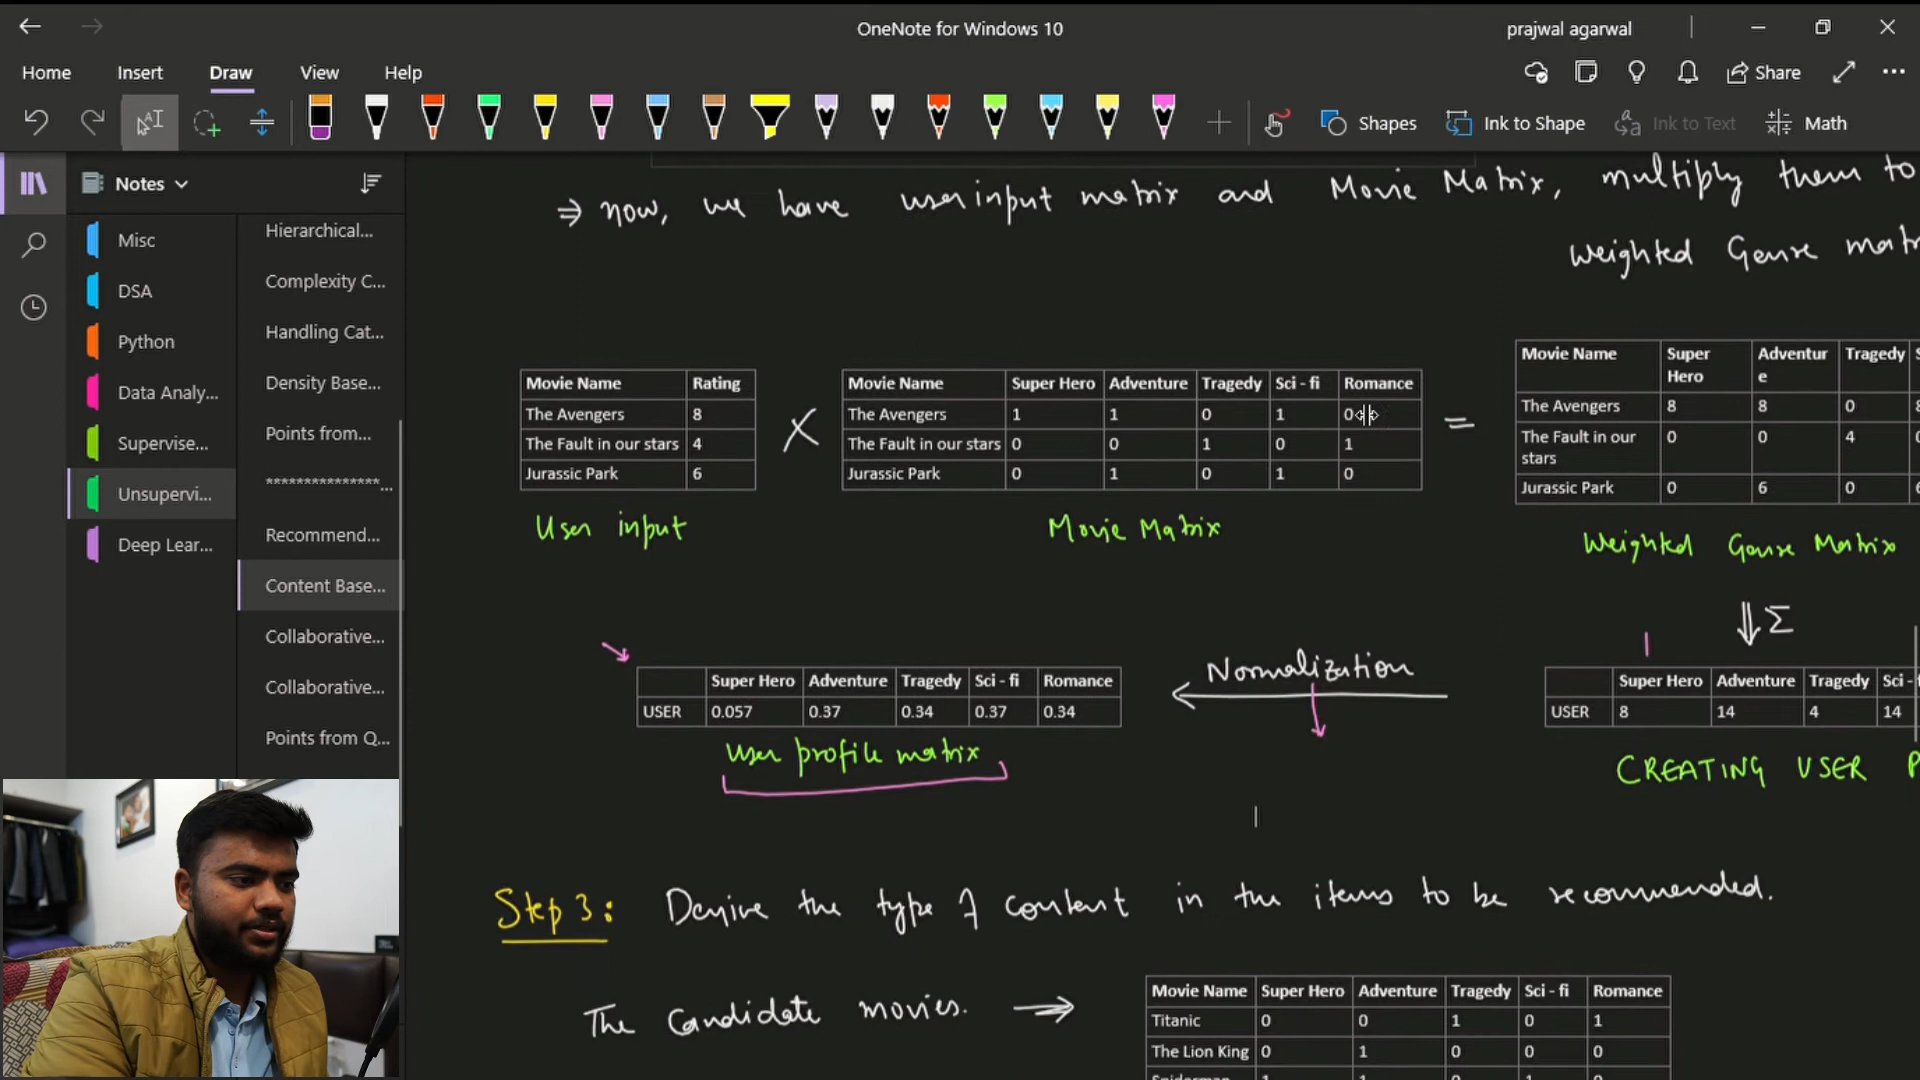 OneNote for Windows 10
prajwal agarwal
Home Insert Draw View Help
Share
Shapes Ink to Shape Ink to Text Math
Notes
Misc
DSA
Python
Data Analy...
Supervise...
Unsupervi...
Deep Lear...
Hierarchical...
Complexity C...
Handling Cat...
Density Base...
Points from...
***************...
Recommend...
Content Base...
Collaborative...
Collaborative...
Points from Q...
⇒ now, we have user input matrix and Movie Matrix, multiply them to
Weighted Genre matr
Movie Name Rating
The Avengers 8
The Fault in our stars 4
Jurassic Park 6
User input
×
Movie Name Super Hero Adventure Tragedy Sci - fi Romance
The Avengers 1 1 0 1 0
The Fault in our stars 0 0 1 0 1
Jurassic Park 0 1 0 1 0
Movie Matrix
=
Movie Name Super Hero Adventure Tragedy S
The Avengers 8 8 0 8
The Fault in our stars 0 0 4 0
Jurassic Park 0 6 0 6
Weighted Genre Matrix
⇓ Σ
Super Hero Adventure Tragedy Sci - fi Romance
USER 0.057 0.37 0.34 0.37 0.34
User profile matrix
Normalization
Super Hero Adventure Tragedy Sci - f
USER 8 14 4 14
CREATING USER P
Step 3: Derive the type of content in the items to be recommended.
The Candidate movies. →
Movie Name Super Hero Adventure Tragedy Sci - fi Romance
Titanic 0 0 1 0 1
The Lion King 0 1 0 0 0
Spiderman 1 1 0 1 0